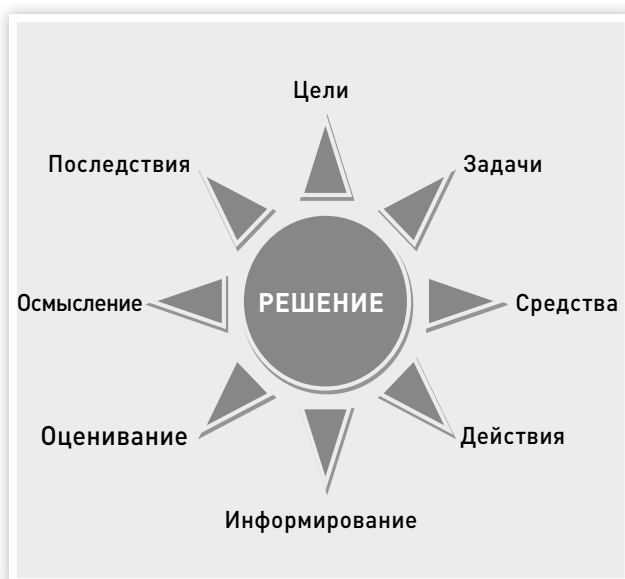 Цели
Последствия
Задачи
Осмысление
РЕШЕНИЕ
Средства
Оценивание
Действия
Информирование